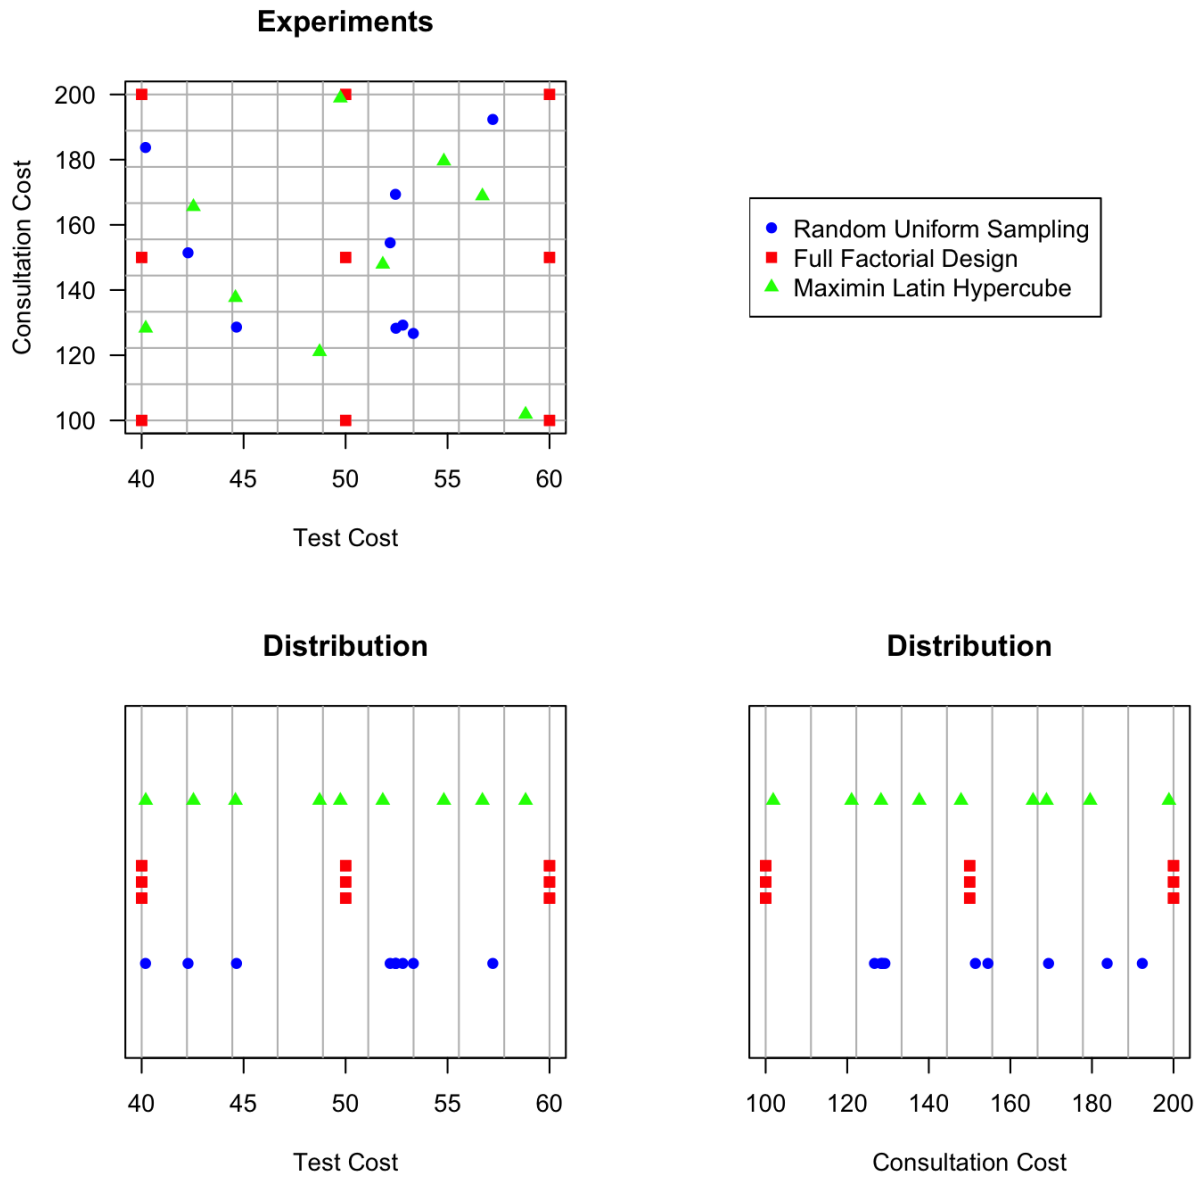 Experiments
200
180
160
140
120
100
Consultation Cost
40 45 50 55 60
Test Cost
Random Uniform Sampling
Full Factorial Design
Maximin Latin Hypercube
Distribution
40 45 50 55 60
Test Cost
Distribution
100 120 140 160 180 200
Consultation Cost